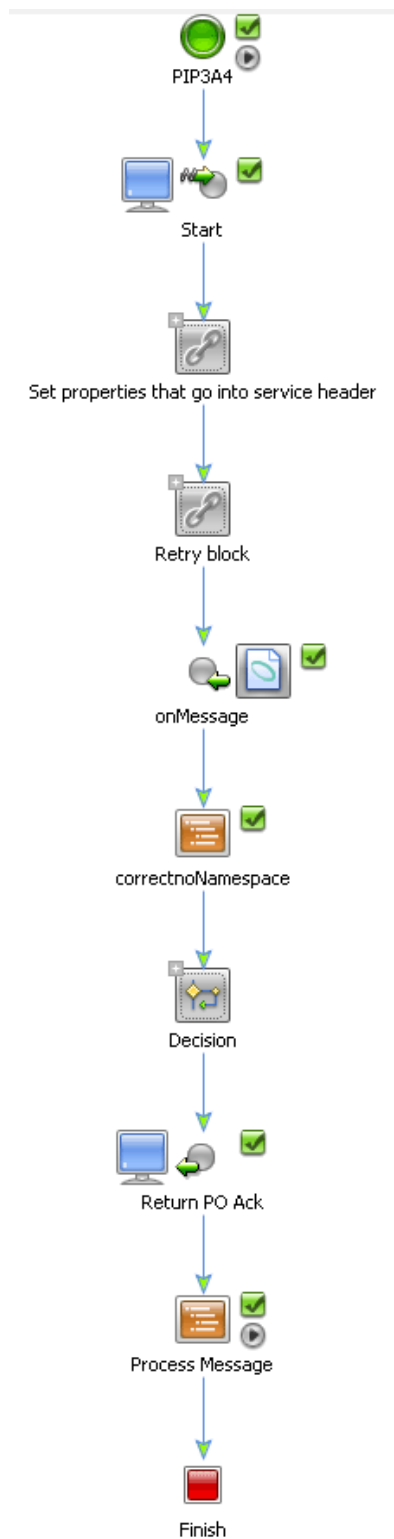 PIP3A4
Start
Set properties that go into service header
Retry block
onMessage
correctnoNamespace
Decision
Return PO Ack
Process Message
Finish